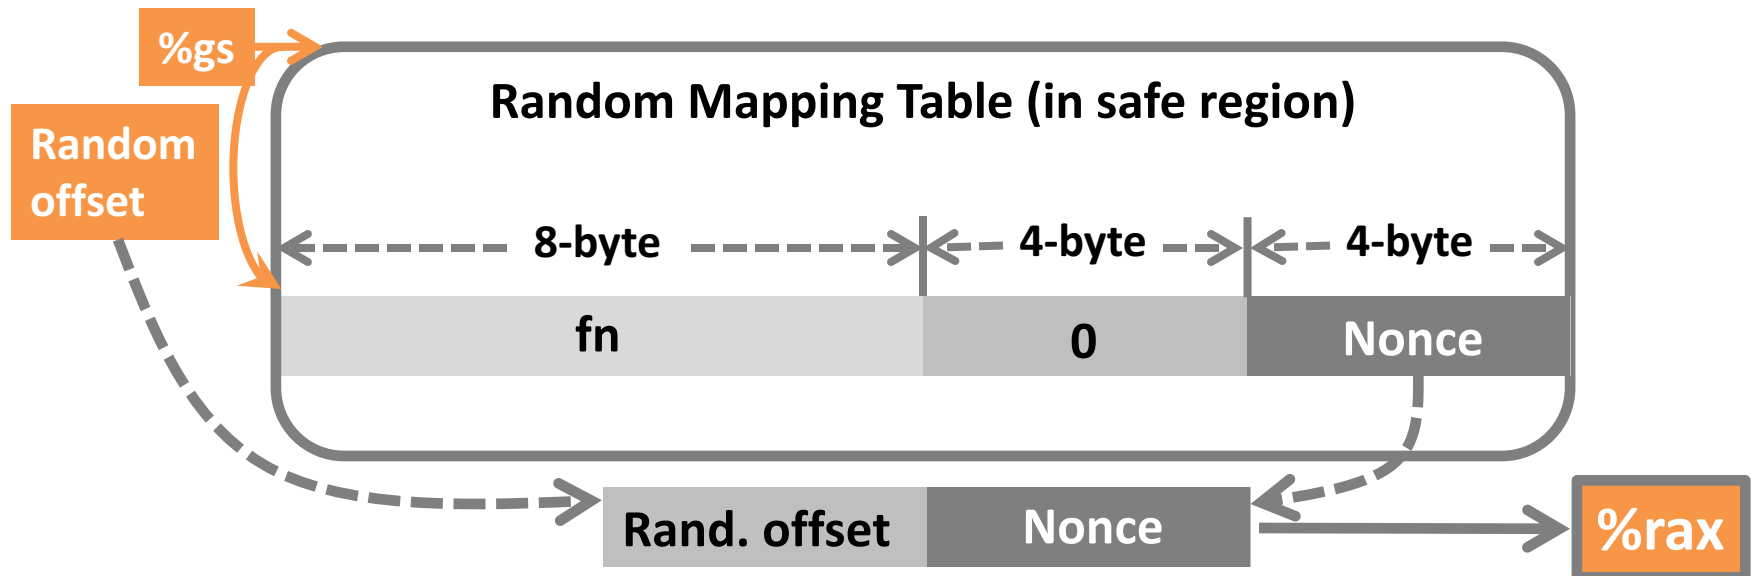 %gs
Random Mapping Table (in safe region)
Random
offset
8-byte
4-byte
4-byte
fn
0
Nonce
Rand. offset
Nonce
%rax